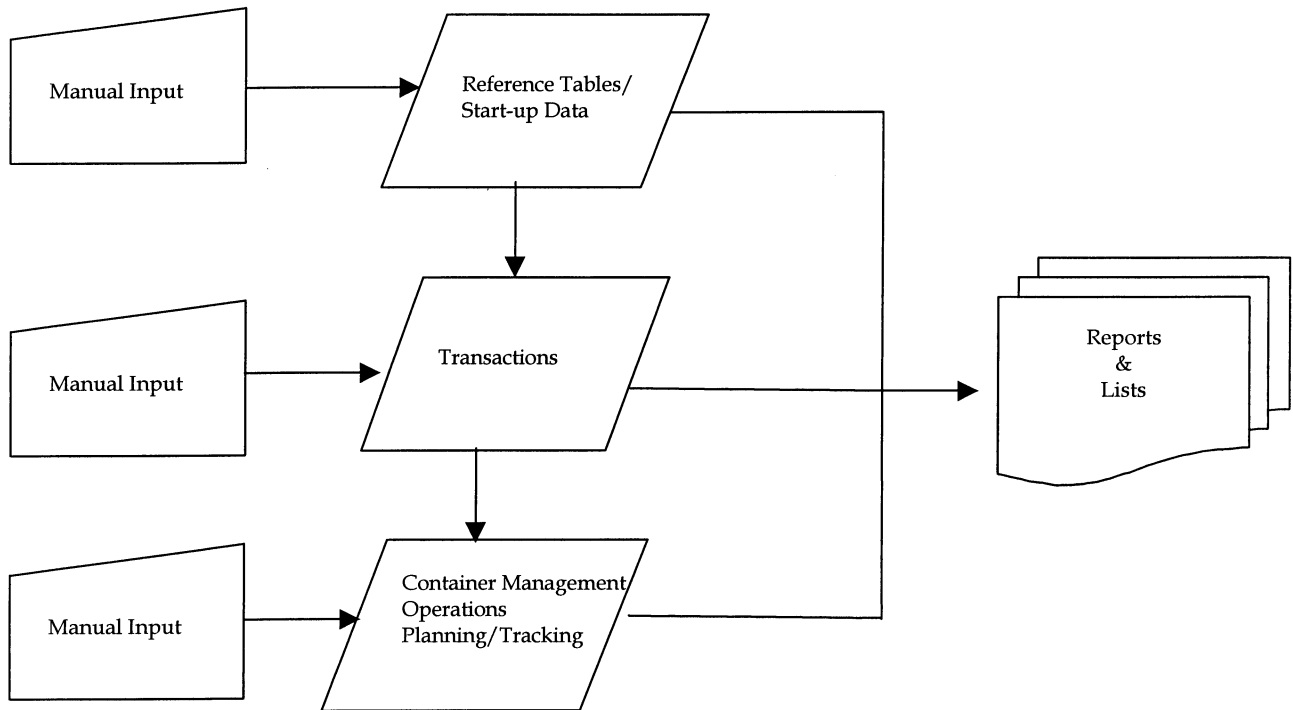 Manual Input
Reference Tables/
Start-up Data
Manual Input
Transactions
Reports
&
Lists
Manual Input
Container Management
Operations
Planning/Tracking